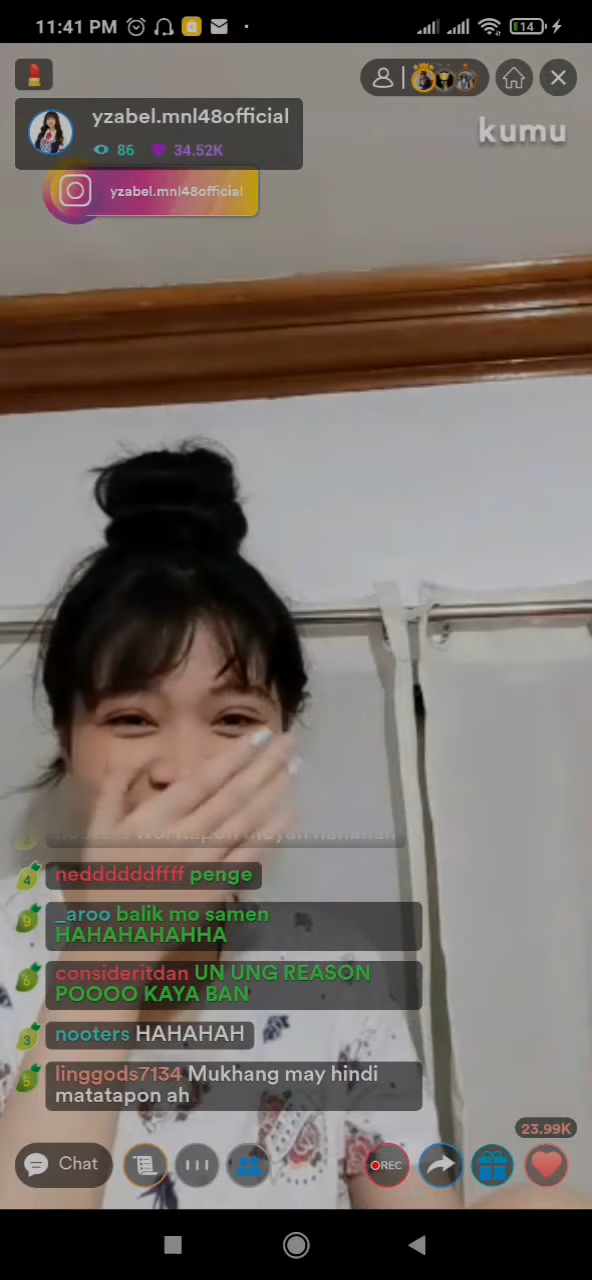 11:41 PM
14
yzabel.mnl48official
86 34.52K
kumu
yzabel.mnl48official
4 neddddddffff penge
9 _aroo balik mo samen
HAHAHAHAHHA
6 consideritdan UN UNG REASON
POOOO KAYA BAN
3 nooters HAHAHAH
5 linggods7134 Mukhang may hindi
matatapon ah
23.99K
Chat
REC